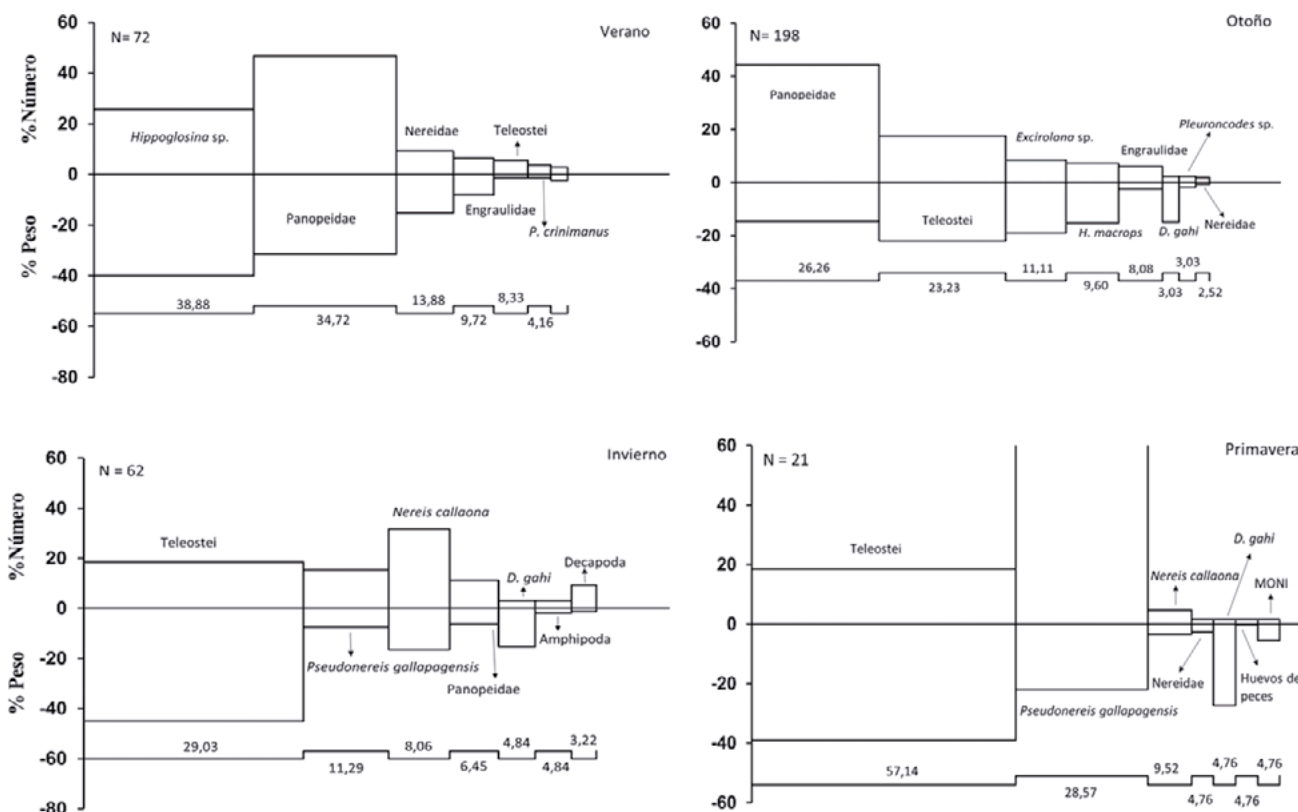 60
40
20
0
-20
-40
-60
-80
%Número
% Peso
N= 72
Verano
Hippoglosina sp.
Panopeidae
Nereidae
Engraulidae
Teleostei
P. crinimanus
38,88
34,72
13,88
9,72
8,33
4,16
60
40
20
0
-20
-40
-60
N= 198
Otoño
Panopeidae
Teleostei
Excirolana sp.
H. macrops
Engraulidae
D. gahi
Pleuroncodes sp.
Nereidae
26,26
23,23
11,11
9,60
8,08
3,03
3,03
2,52
60
40
20
0
-20
-40
-60
-80
%Número
% Peso
N = 62
Invierno
Teleostei
Pseudonereis gallapagensis
Nereis callaona
Panopeidae
D. gahi
Amphipoda
Decapoda
29,03
11,29
8,06
6,45
4,84
4,84
3,22
60
40
20
0
-20
-40
-60
N = 21
Primavera
Teleostei
Pseudonereis gallapagensis
Nereis callaona
Nereidae
D. gahi
Huevos de
peces
MONI
57,14
28,57
9,52
4,76
4,76
4,76
4,76